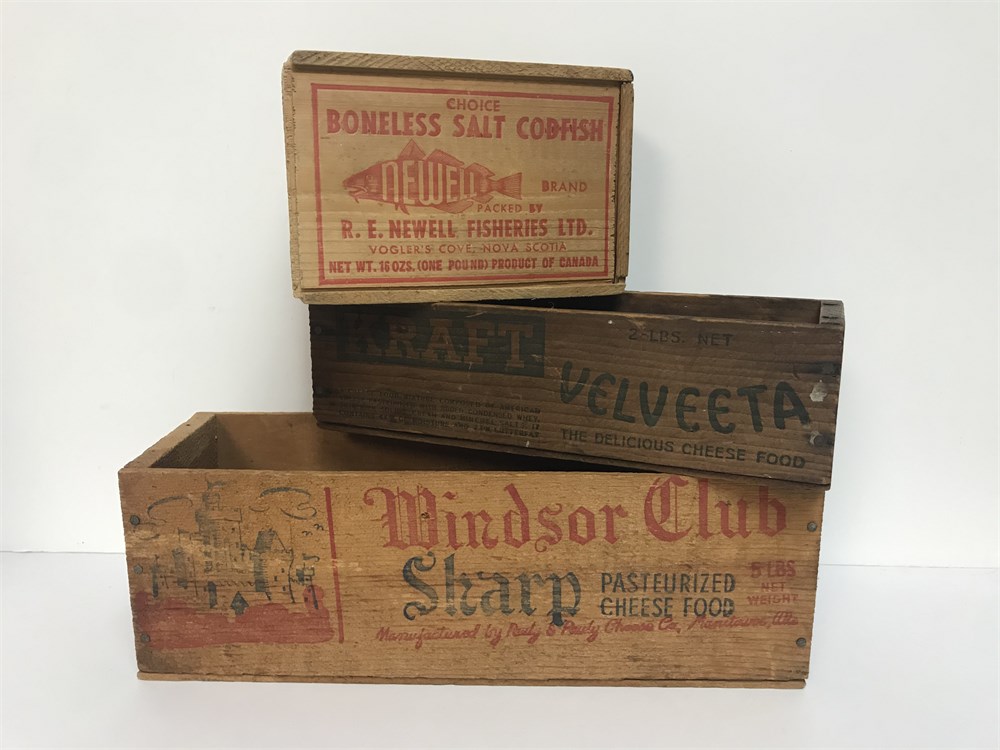 CHOICE
BONELESS SALT CODFISH
NEWELL
BRAND
PACKED BY
R. E. NEWELL FISHERIES LTD.
VOGLER'S COVE, NOVA SCOTIA
NET WT. 16 OZS. (ONE POUND) PRODUCT OF CANADA
KRAFT
2-LBS. NET
VELVEETA
THE DELICIOUS CHEESE FOOD
Windsor Club
Sharp
PASTEURIZED
CHEESE FOOD
5 LBS
NET
WEIGHT
Manufactured by Pauly & Pauly Cheese Co.,